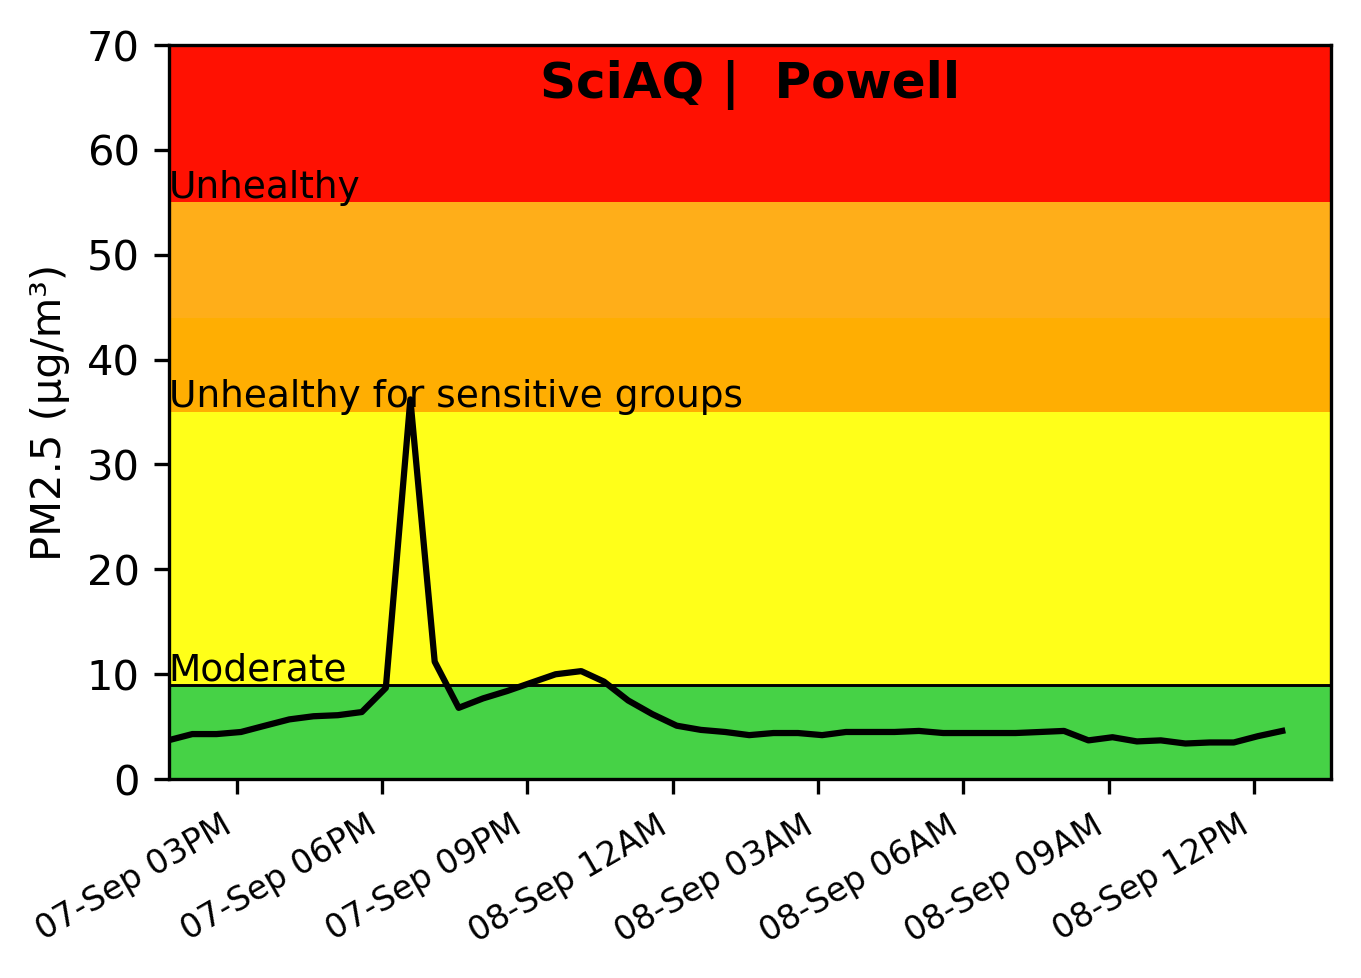 SciAQ |  Powell
PM2.5 (μg/m³)
70
60
50
40
30
20
10
0
Unhealthy
Unhealthy for sensitive groups
Moderate
07-Sep 03PM
07-Sep 06PM
07-Sep 09PM
08-Sep 12AM
08-Sep 03AM
08-Sep 06AM
08-Sep 09AM
08-Sep 12PM